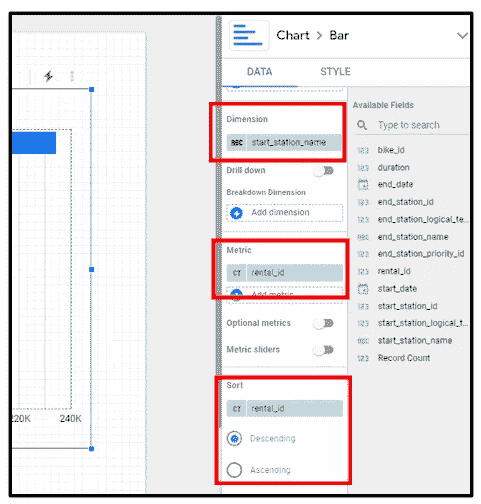 Chart > Bar
DATA
STYLE
Dimension
ABC start_station_name
Drill down
Breakdown Dimension
Add dimension
Metric
CT rental_id
Add metric
Optional metrics
Metric sliders
Sort
CT rental_id
Descending
Ascending
Available Fields
Type to search
123 bike_id
123 duration
end_date
123 end_station_id
123 end_station_logical_te...
ABC end_station_name
123 end_station_priority_id
123 rental_id
start_date
123 start_station_id
123 start_station_logical_t...
ABC start_station_name
123 Record Count
220K 240K